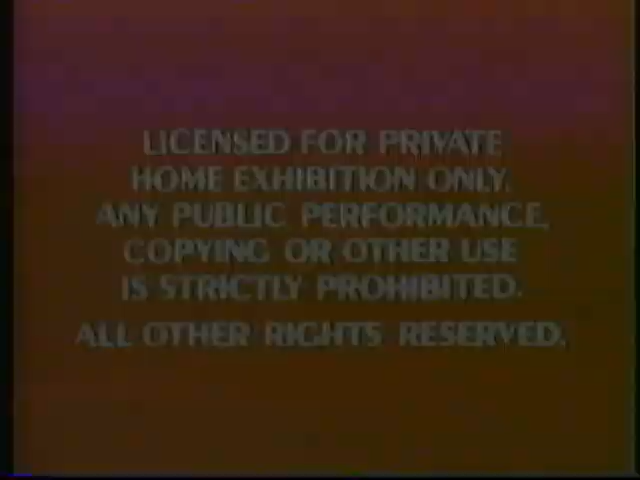 LICENSED FOR PRIVATE
HOME EXHIBITION ONLY.
ANY PUBLIC PERFORMANCE,
COPYING OR OTHER USE
IS STRICTLY PROHIBITED.
ALL OTHER RIGHTS RESERVED.